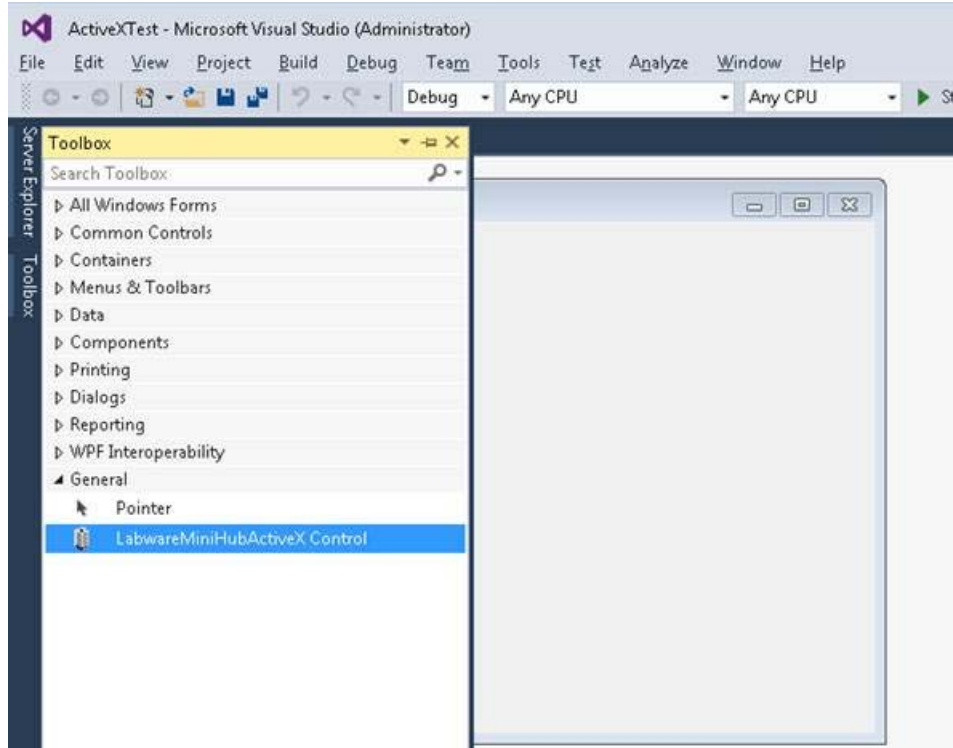 ActiveXTest - Microsoft Visual Studio (Administrator)
File Edit View Project Build Debug Team Tools Test Analyze Window Help
Debug Any CPU Any CPU
Server Explorer
Toolbox
Toolbox
Search Toolbox
All Windows Forms
Common Controls
Containers
Menus & Toolbars
Data
Components
Printing
Dialogs
Reporting
WPF Interoperability
General
Pointer
LabwareMiniHubActiveX Control